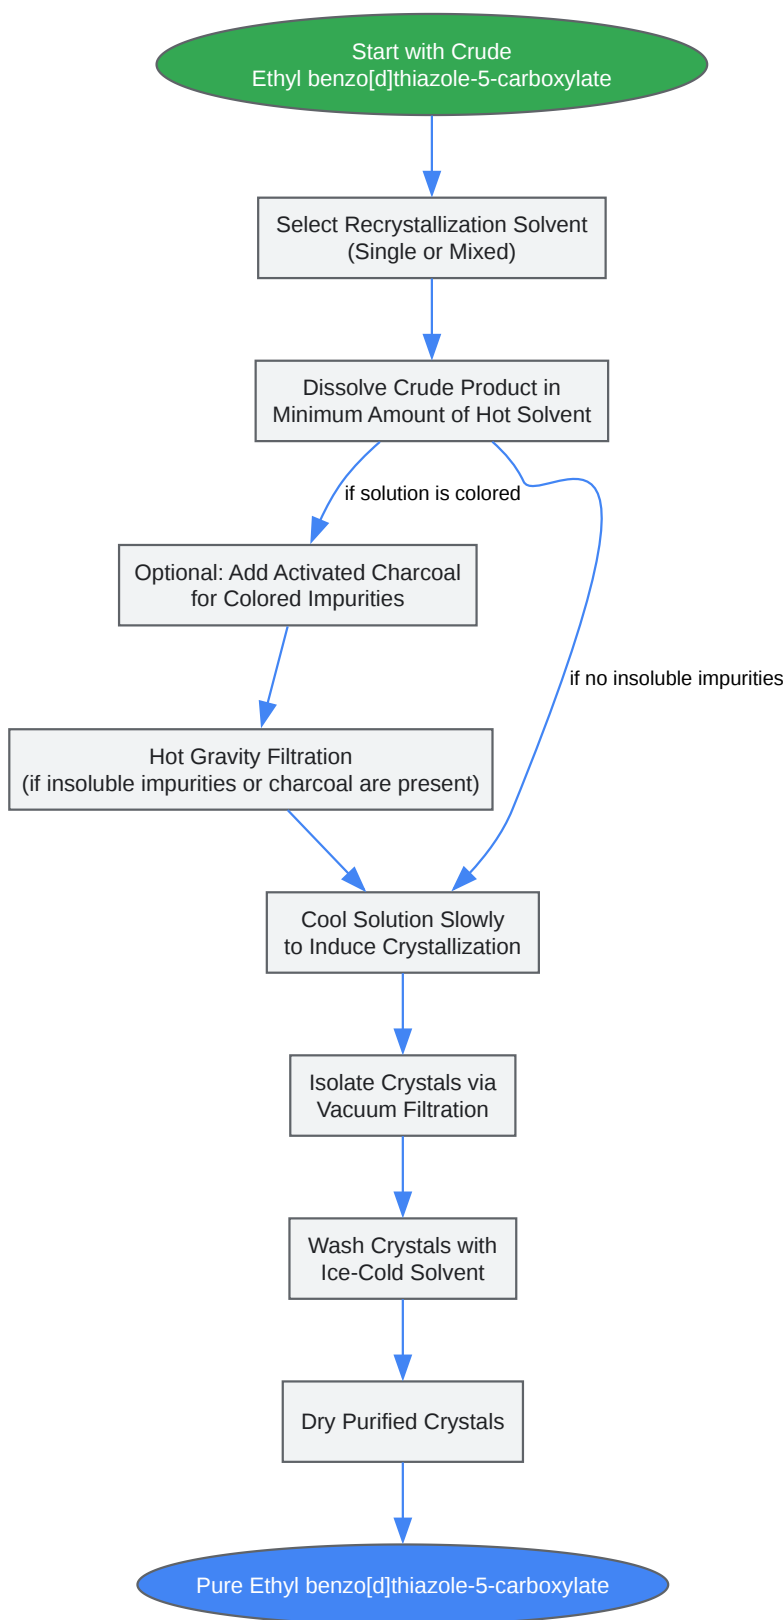 Start with Crude
Ethyl benzo[d]thiazole-5-carboxylate
Select Recrystallization Solvent
(Single or Mixed)
Dissolve Crude Product in
Minimum Amount of Hot Solvent
if solution is colored
Optional: Add Activated Charcoal
for Colored Impurities
if no insoluble impurities
Hot Gravity Filtration
(if insoluble impurities or charcoal are present)
Cool Solution Slowly
to Induce Crystallization
Isolate Crystals via
Vacuum Filtration
Wash Crystals with
Ice-Cold Solvent
Dry Purified Crystals
Pure Ethyl benzo[d]thiazole-5-carboxylate